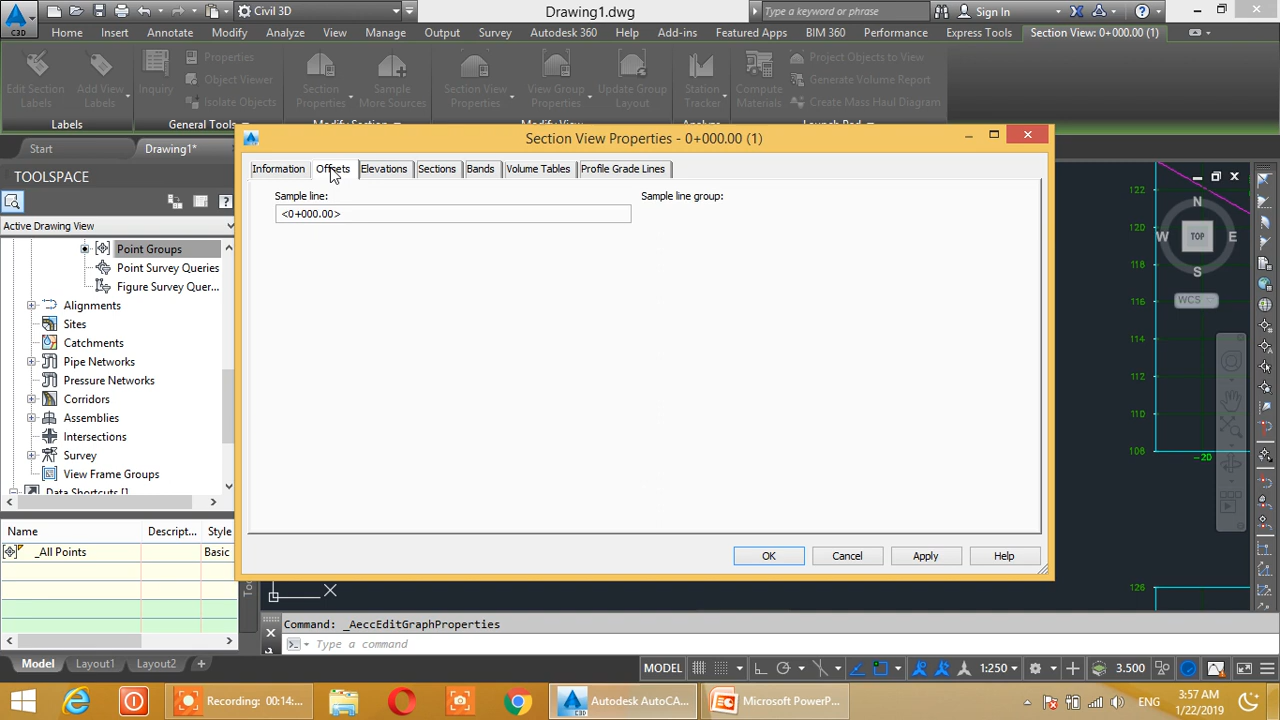 C3D
Civil 3D
Drawing1.dwg
Type a keyword or phrase
Sign In
Home Insert Annotate Modify Analyze View Manage Output Survey Autodesk 360 Help Add-ins Featured Apps BIM 360 Performance Express Tools Section View: 0+000.00 (1)
Edit Section Labels
Add View Labels
Labels
Inquiry
Properties
Object Viewer
Isolate Objects
General Tools
Section Properties
Sample More Sources
Section View Properties
View Group Properties
Update Group Layout
Station Tracker
Compute Materials
Project Objects to View
Generate Volume Report
Create Mass Haul Diagram
Start
Drawing1*
TOOLSPACE
Active Drawing View
Point Groups
Point Survey Queries
Figure Survey Quer...
Alignments
Sites
Catchments
Pipe Networks
Pressure Networks
Corridors
Assemblies
Intersections
Survey
View Frame Groups
Data Shortcuts []
Name Descript... Style
_All Points Basic
Section View Properties - 0+000.00 (1)
Information Offsets Elevations Sections Bands Volume Tables Profile Grade Lines
Sample line:
Sample line group:
<0+000.00>
OK Cancel Apply Help
122
120
118
116
114
112
110
108
-20
126
N
W
TOP
E
S
WCS
Command: _AeccEditGraphProperties
Type a command
Model Layout1 Layout2 +
MODEL
1:250
3.500
Recording: 00:14:...
Autodesk AutoCA...
Microsoft PowerP...
ENG
3:57 AM
1/22/2019